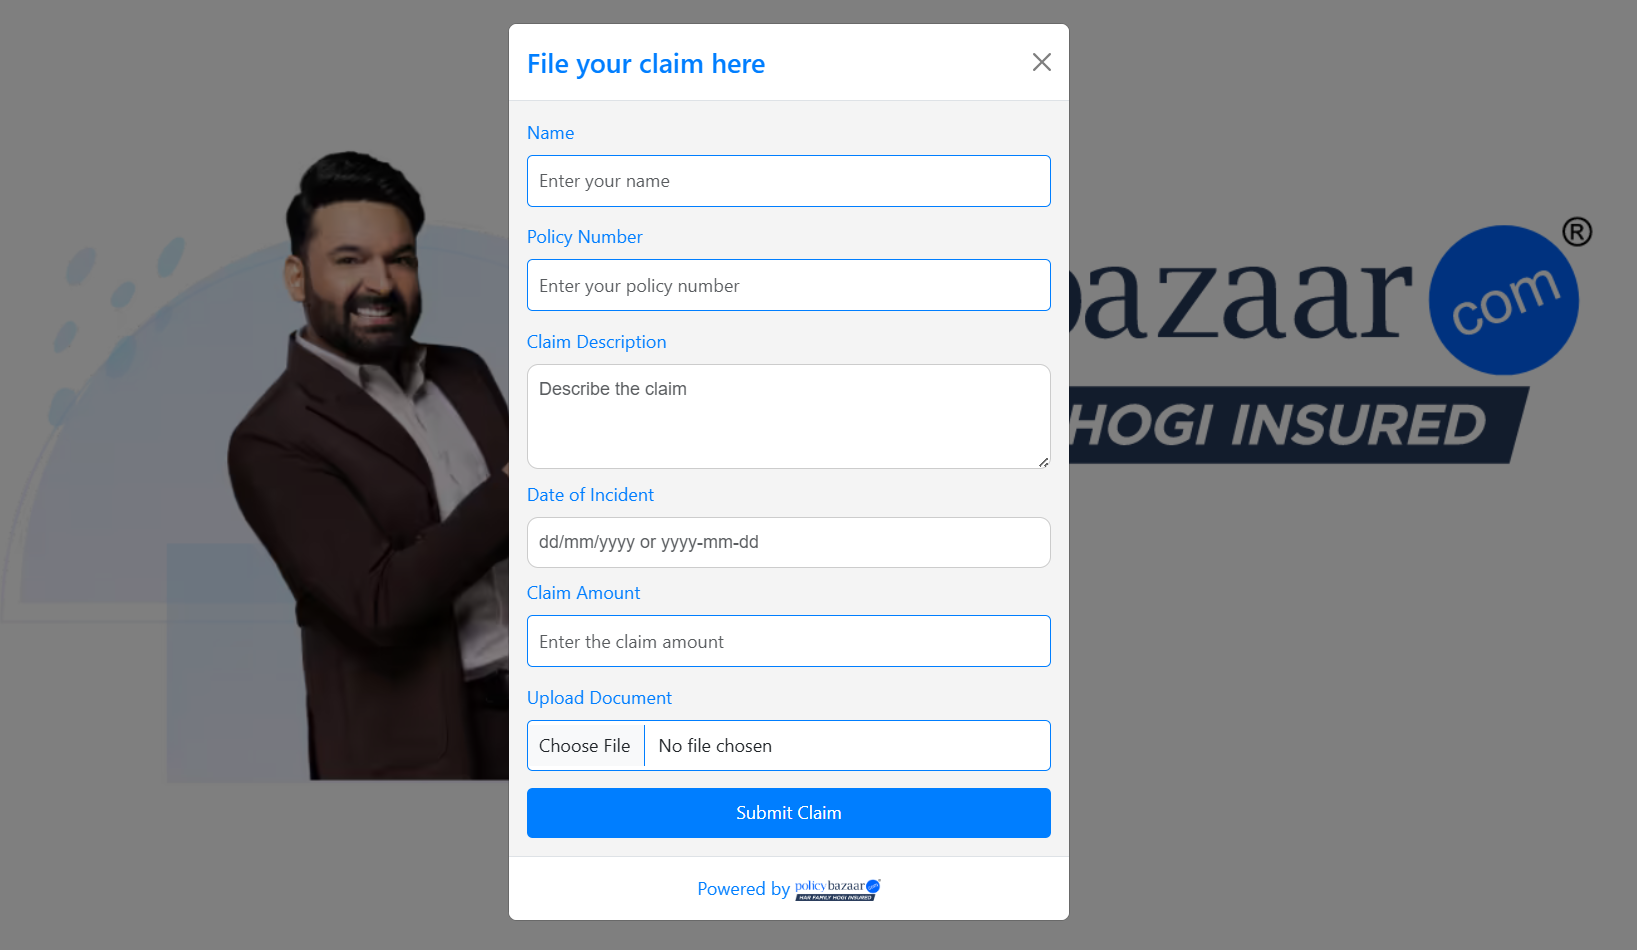 File your claim here
Name
Enter your name
Policy Number
Enter your policy number
Claim Description
Describe the claim
Date of Incident
dd/mm/yyyy or yyyy-mm-dd
Claim Amount
Enter the claim amount
Upload Document
Choose File No file chosen
Submit Claim
Powered by policybazaar com
HAR FAMILY HOGI INSURED
bazaar com ®
HOGI INSURED